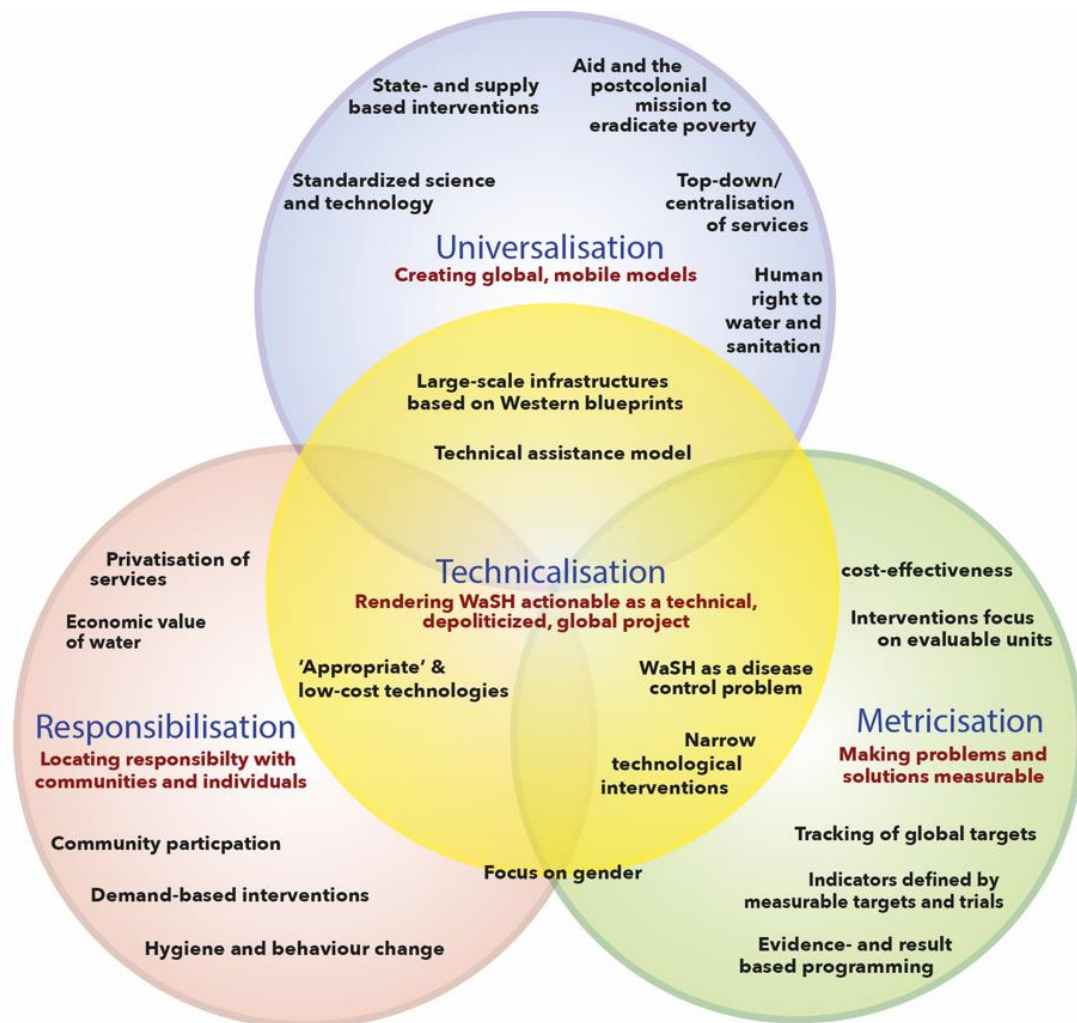 State- and supply
based interventions
Aid and the
postcolonial
mission to
eradicate poverty
Standardized science
and technology
Top-down/
centralisation
of services
Universalisation
Creating global, mobile models
Human
right to
water and
sanitation
Large-scale infrastructures
based on Western blueprints
Technical assistance model
Privatisation of
services
Economic value
of water
Technicalisation
Rendering WaSH actionable as a technical,
depoliticized, global project
cost-effectiveness
Interventions focus
on evaluable units
'Appropriate' &
low-cost technologies
WaSH as a disease
control problem
Responsibilisation
Locating responsibilty with
communities and individuals
Narrow
technological
interventions
Metricisation
Making problems and
solutions measurable
Community particpation
Demand-based interventions
Hygiene and behaviour change
Focus on gender
Tracking of global targets
Indicators defined by
measurable targets and trials
Evidence- and result
based programming